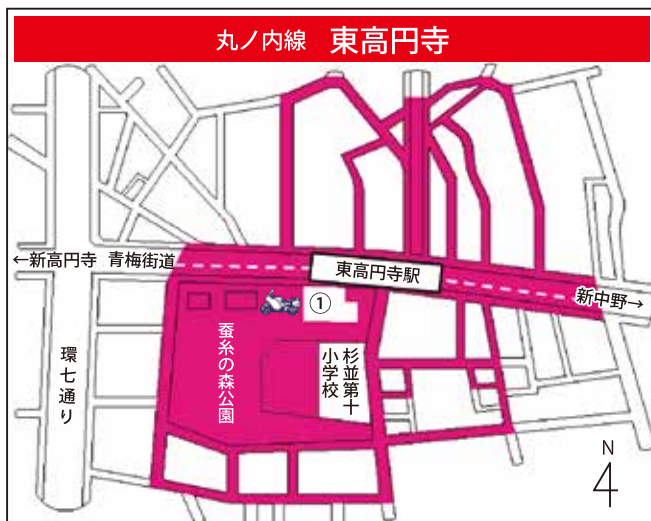 丸ノ内線 東高円寺
←新高円寺 青梅街道
東高円寺駅
新中野→
①
蚕糸の森公園
杉並第十
小学校
環七通り
N